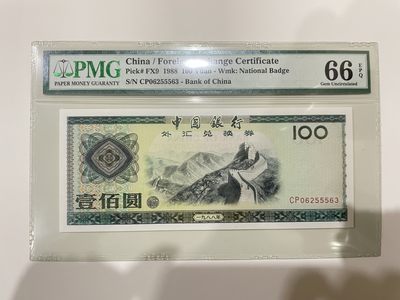 PMG
PAPER MONEY GUARANTY
China / Foreign Exchange Certificate
Pick# FX9 1988 100 Yuan - Wmk: National Badge
S/N CP06255563 - Bank of China
66 EPQ
Gem Uncirculated
中国银行
外汇兑换券
100
壹佰圆
CP06255563
一九八八年